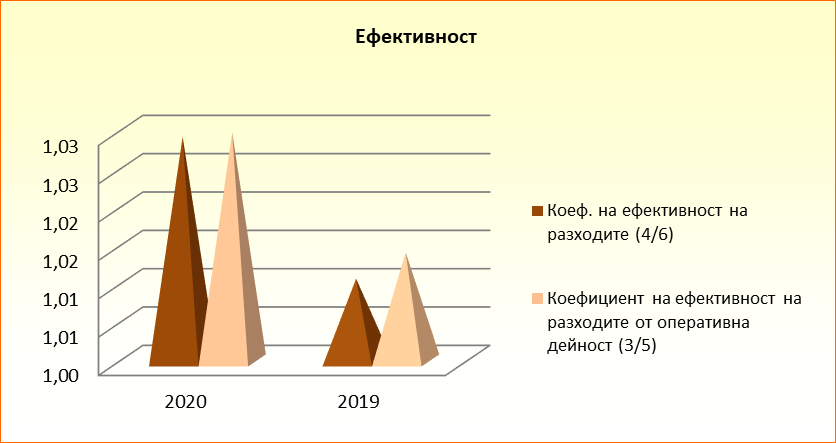 Ефективност
1,03
1,03
1,02
1,02
1,01
1,01
1,00
2020
2019
Коеф. на ефективност на
разходите (4/6)
Коефициент на ефективност на
разходите от оперативна
дейност (3/5)